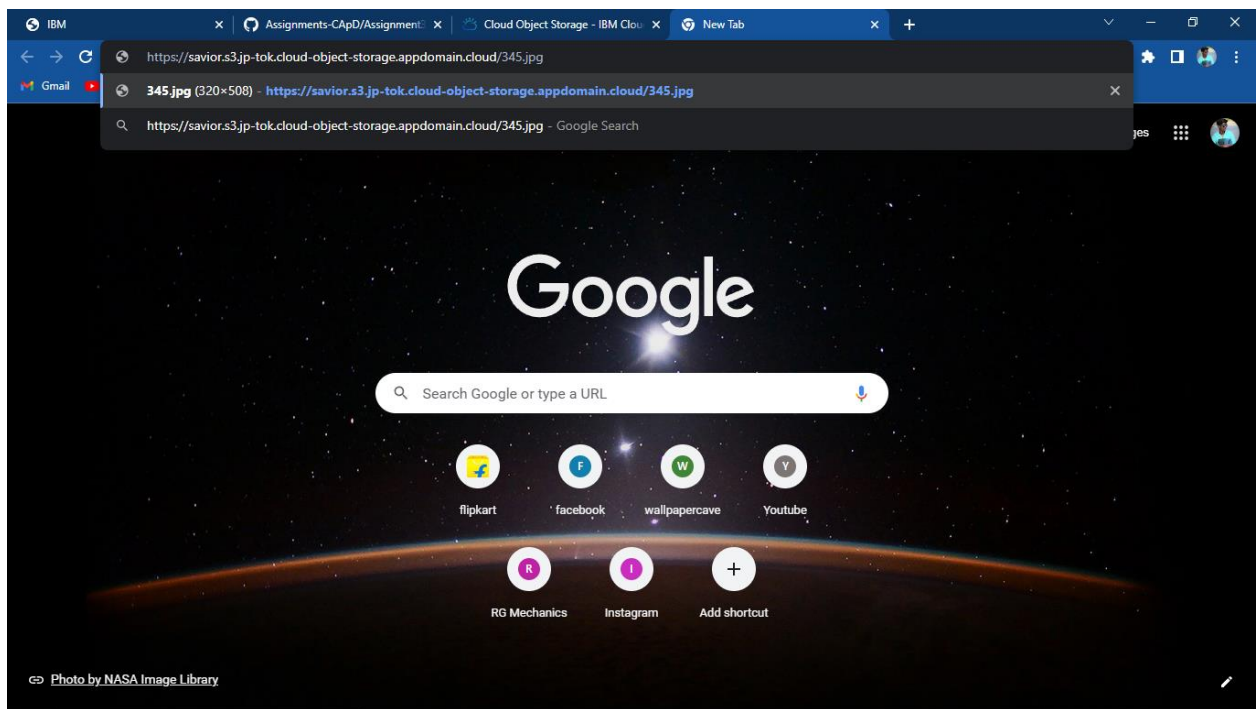 IBM
Assignments-CApD/Assignment3
Cloud Object Storage - IBM Clou
New Tab
https://savior.s3.jp-tok.cloud-object-storage.appdomain.cloud/345.jpg
Gmail
345.jpg (320×508) - https://savior.s3.jp-tok.cloud-object-storage.appdomain.cloud/345.jpg
https://savior.s3.jp-tok.cloud-object-storage.appdomain.cloud/345.jpg - Google Search
ges
Google
Search Google or type a URL
F W Y
flipkart facebook wallpapercave Youtube
R I
RG Mechanics Instagram Add shortcut
Photo by NASA Image Library